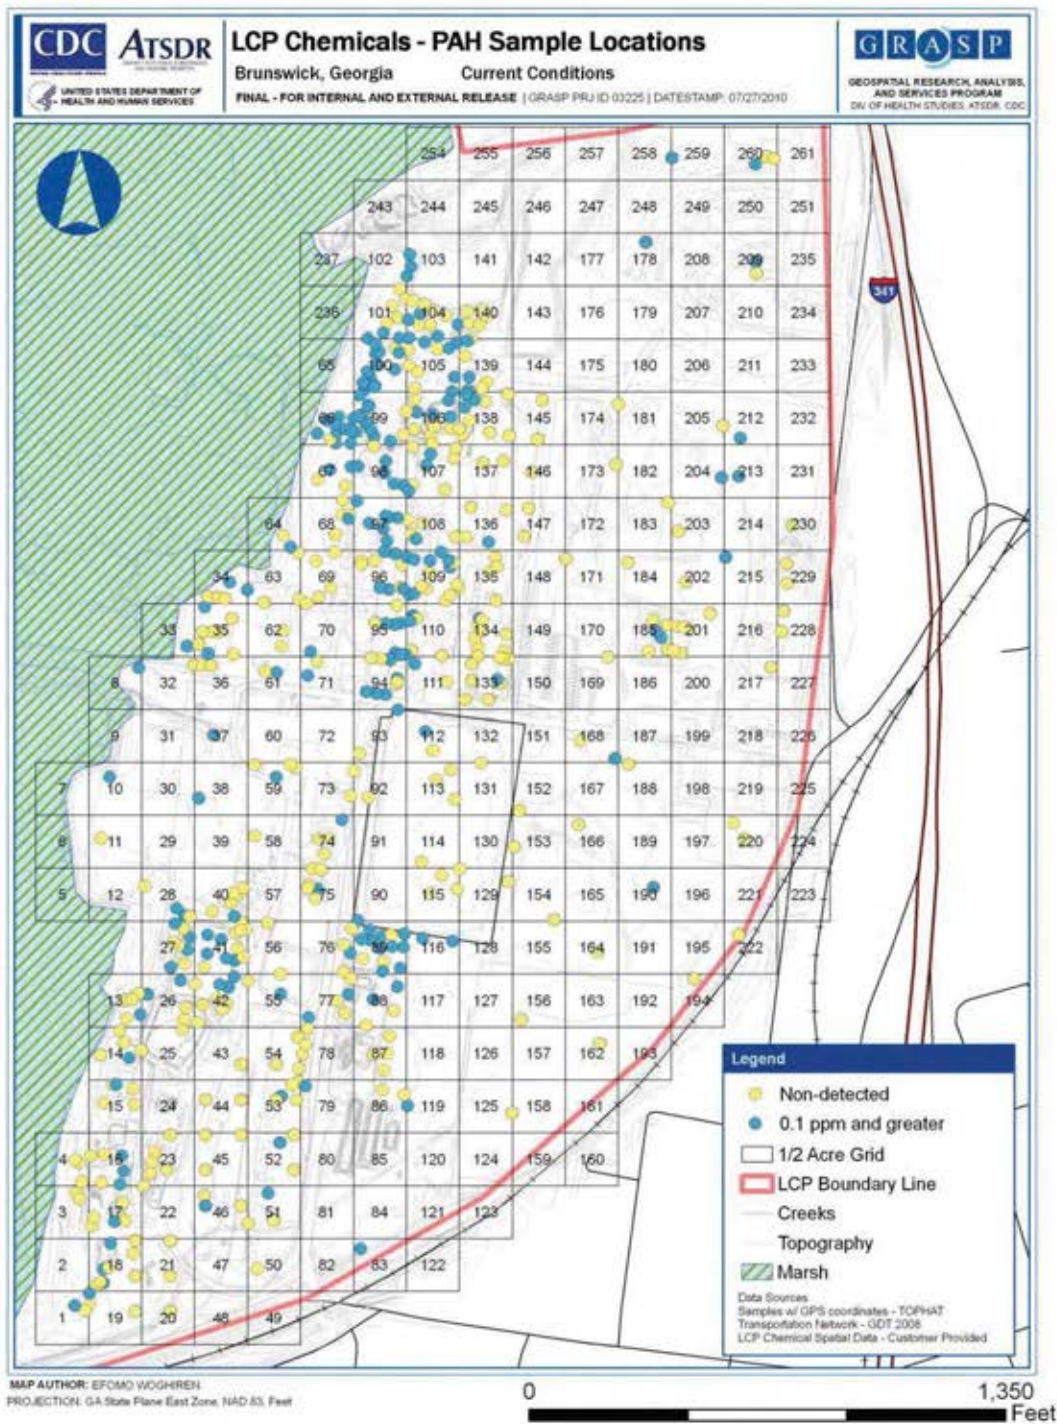 CDC ATSDR
UNITED STATES DEPARTMENT OF
HEALTH AND HUMAN SERVICES
LCP Chemicals - PAH Sample Locations
Brunswick, Georgia Current Conditions
FINAL - FOR INTERNAL AND EXTERNAL RELEASE | GRASP PRJ ID 03225 | DATESTAMP: 07/27/2010
GRASP
GEOSPATIAL RESEARCH, ANALYSIS,
AND SERVICES PROGRAM
DIV OF HEALTH STUDIES, ATSDR, CDC
254 255 256 257 258 259 260 261
243 244 245 246 247 248 249 250 251
237 102 103 141 142 177 178 208 209 235
341
236 101 104 140 143 176 179 207 210 234
65 100 105 139 144 175 180 206 211 233
66 99 106 138 145 174 181 205 212 232
67 98 107 137 146 173 182 204 213 231
64 68 97 108 136 147 172 183 203 214 230
34 63 69 96 109 135 148 171 184 202 215 229
33 35 62 70 95 110 134 149 170 185 201 216 228
8 32 36 61 71 94 111 133 150 169 186 200 217 227
9 31 37 60 72 93 112 132 151 168 187 199 218 226
7 10 30 38 59 73 92 113 131 152 167 188 198 219 225
6 11 29 39 58 74 91 114 130 153 166 189 197 220 224
5 12 28 40 57 75 90 115 129 154 165 190 196 221 223
27 41 56 76 89 116 128 155 164 191 195 222
13 26 42 55 77 88 117 127 156 163 192 194
14 25 43 54 78 87 118 126 157 162 193
15 24 44 53 79 86 119 125 158 161
4 16 23 45 52 80 85 120 124 159 160
3 17 22 46 51 81 84 121 123
2 18 21 47 50 82 83 122
1 19 20 48 49
Legend
Non-detected
0.1 ppm and greater
1/2 Acre Grid
LCP Boundary Line
Creeks
Topography
Marsh
Data Sources
Samples w/ GPS coordinates - TOPHAT
Transportation Network - GDT 2008
LCP Chemical Spatial Data - Customer Provided
MAP AUTHOR: EFOMO WOGHIREN
PROJECTION: GA State Plane East Zone, NAD 83, Feet
0 1,350
Feet